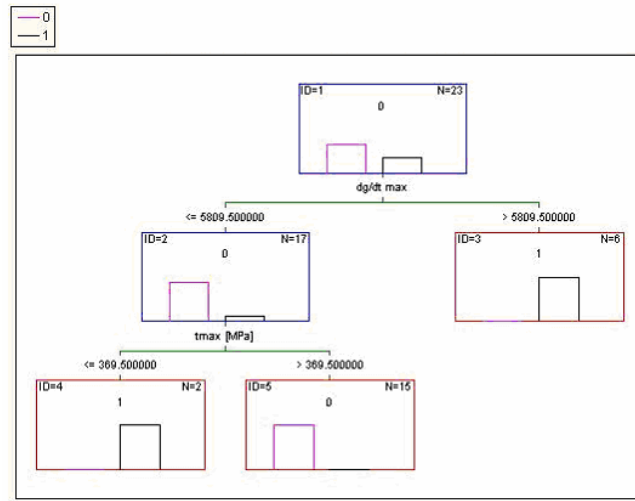 0
1
ID=1 N=23
0
dg/dt max
<= 5809.500000 > 5809.500000
ID=2 N=17
0
ID=3 N=6
1
tmax [MPa]
<= 369.500000 > 369.500000
ID=4 N=2
1
ID=5 N=15
0